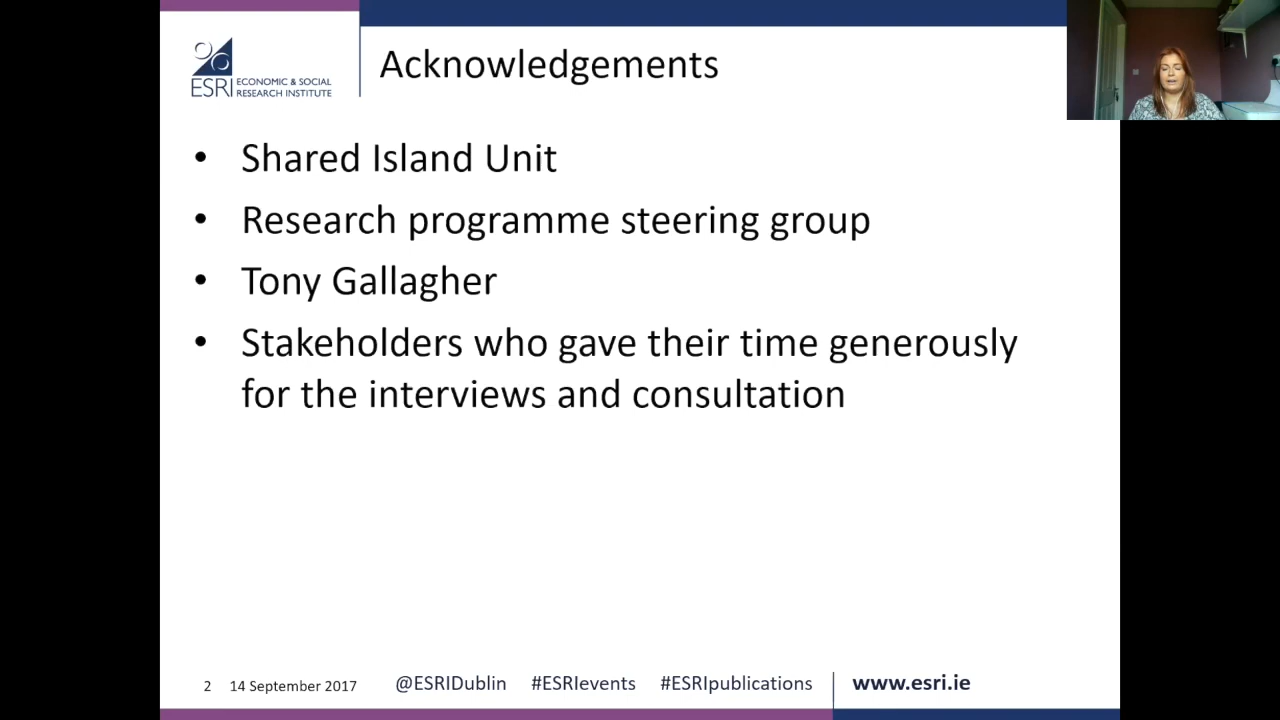 ESRI ECONOMIC & SOCIAL
RESEARCH INSTITUTE
Acknowledgements
• Shared Island Unit
• Research programme steering group
• Tony Gallagher
• Stakeholders who gave their time generously
for the interviews and consultation
2 14 September 2017 @ESRIDublin #ESRIevents #ESRIpublications www.esri.ie